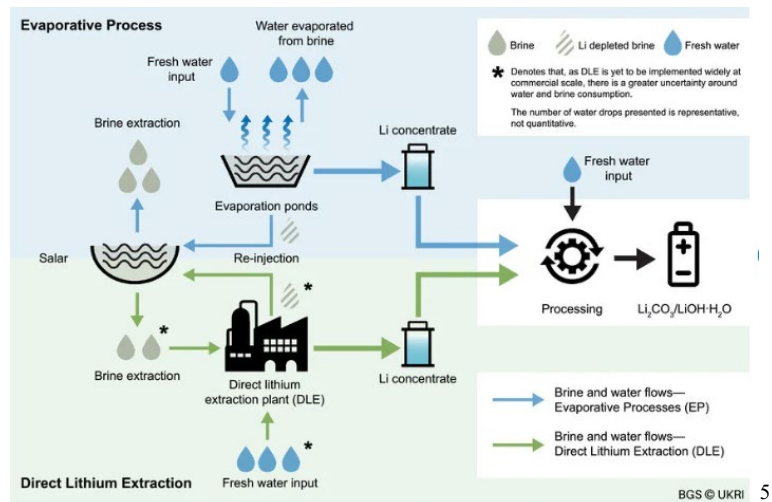 Evaporative Process
Water evaporated
from brine
Fresh water
input
Brine extraction
Li concentrate
Evaporation ponds
Salar
Re-injection
*
*
Brine extraction
Direct lithium
extraction plant (DLE)
Li concentrate
*
Fresh water input
Direct Lithium Extraction
Brine
Li depleted brine
Fresh water
* Denotes that, as DLE is yet to be implemented widely at
commercial scale, there is a greater uncertainty around
water and brine consumption.
The number of water drops presented is representative,
not quantitative.
Fresh water
input
Processing
Li₂CO₃/LiOH·H₂O
Brine and water flows—
Evaporative Processes (EP)
Brine and water flows—
Direct Lithium Extraction (DLE)
BGS © UKRI
5